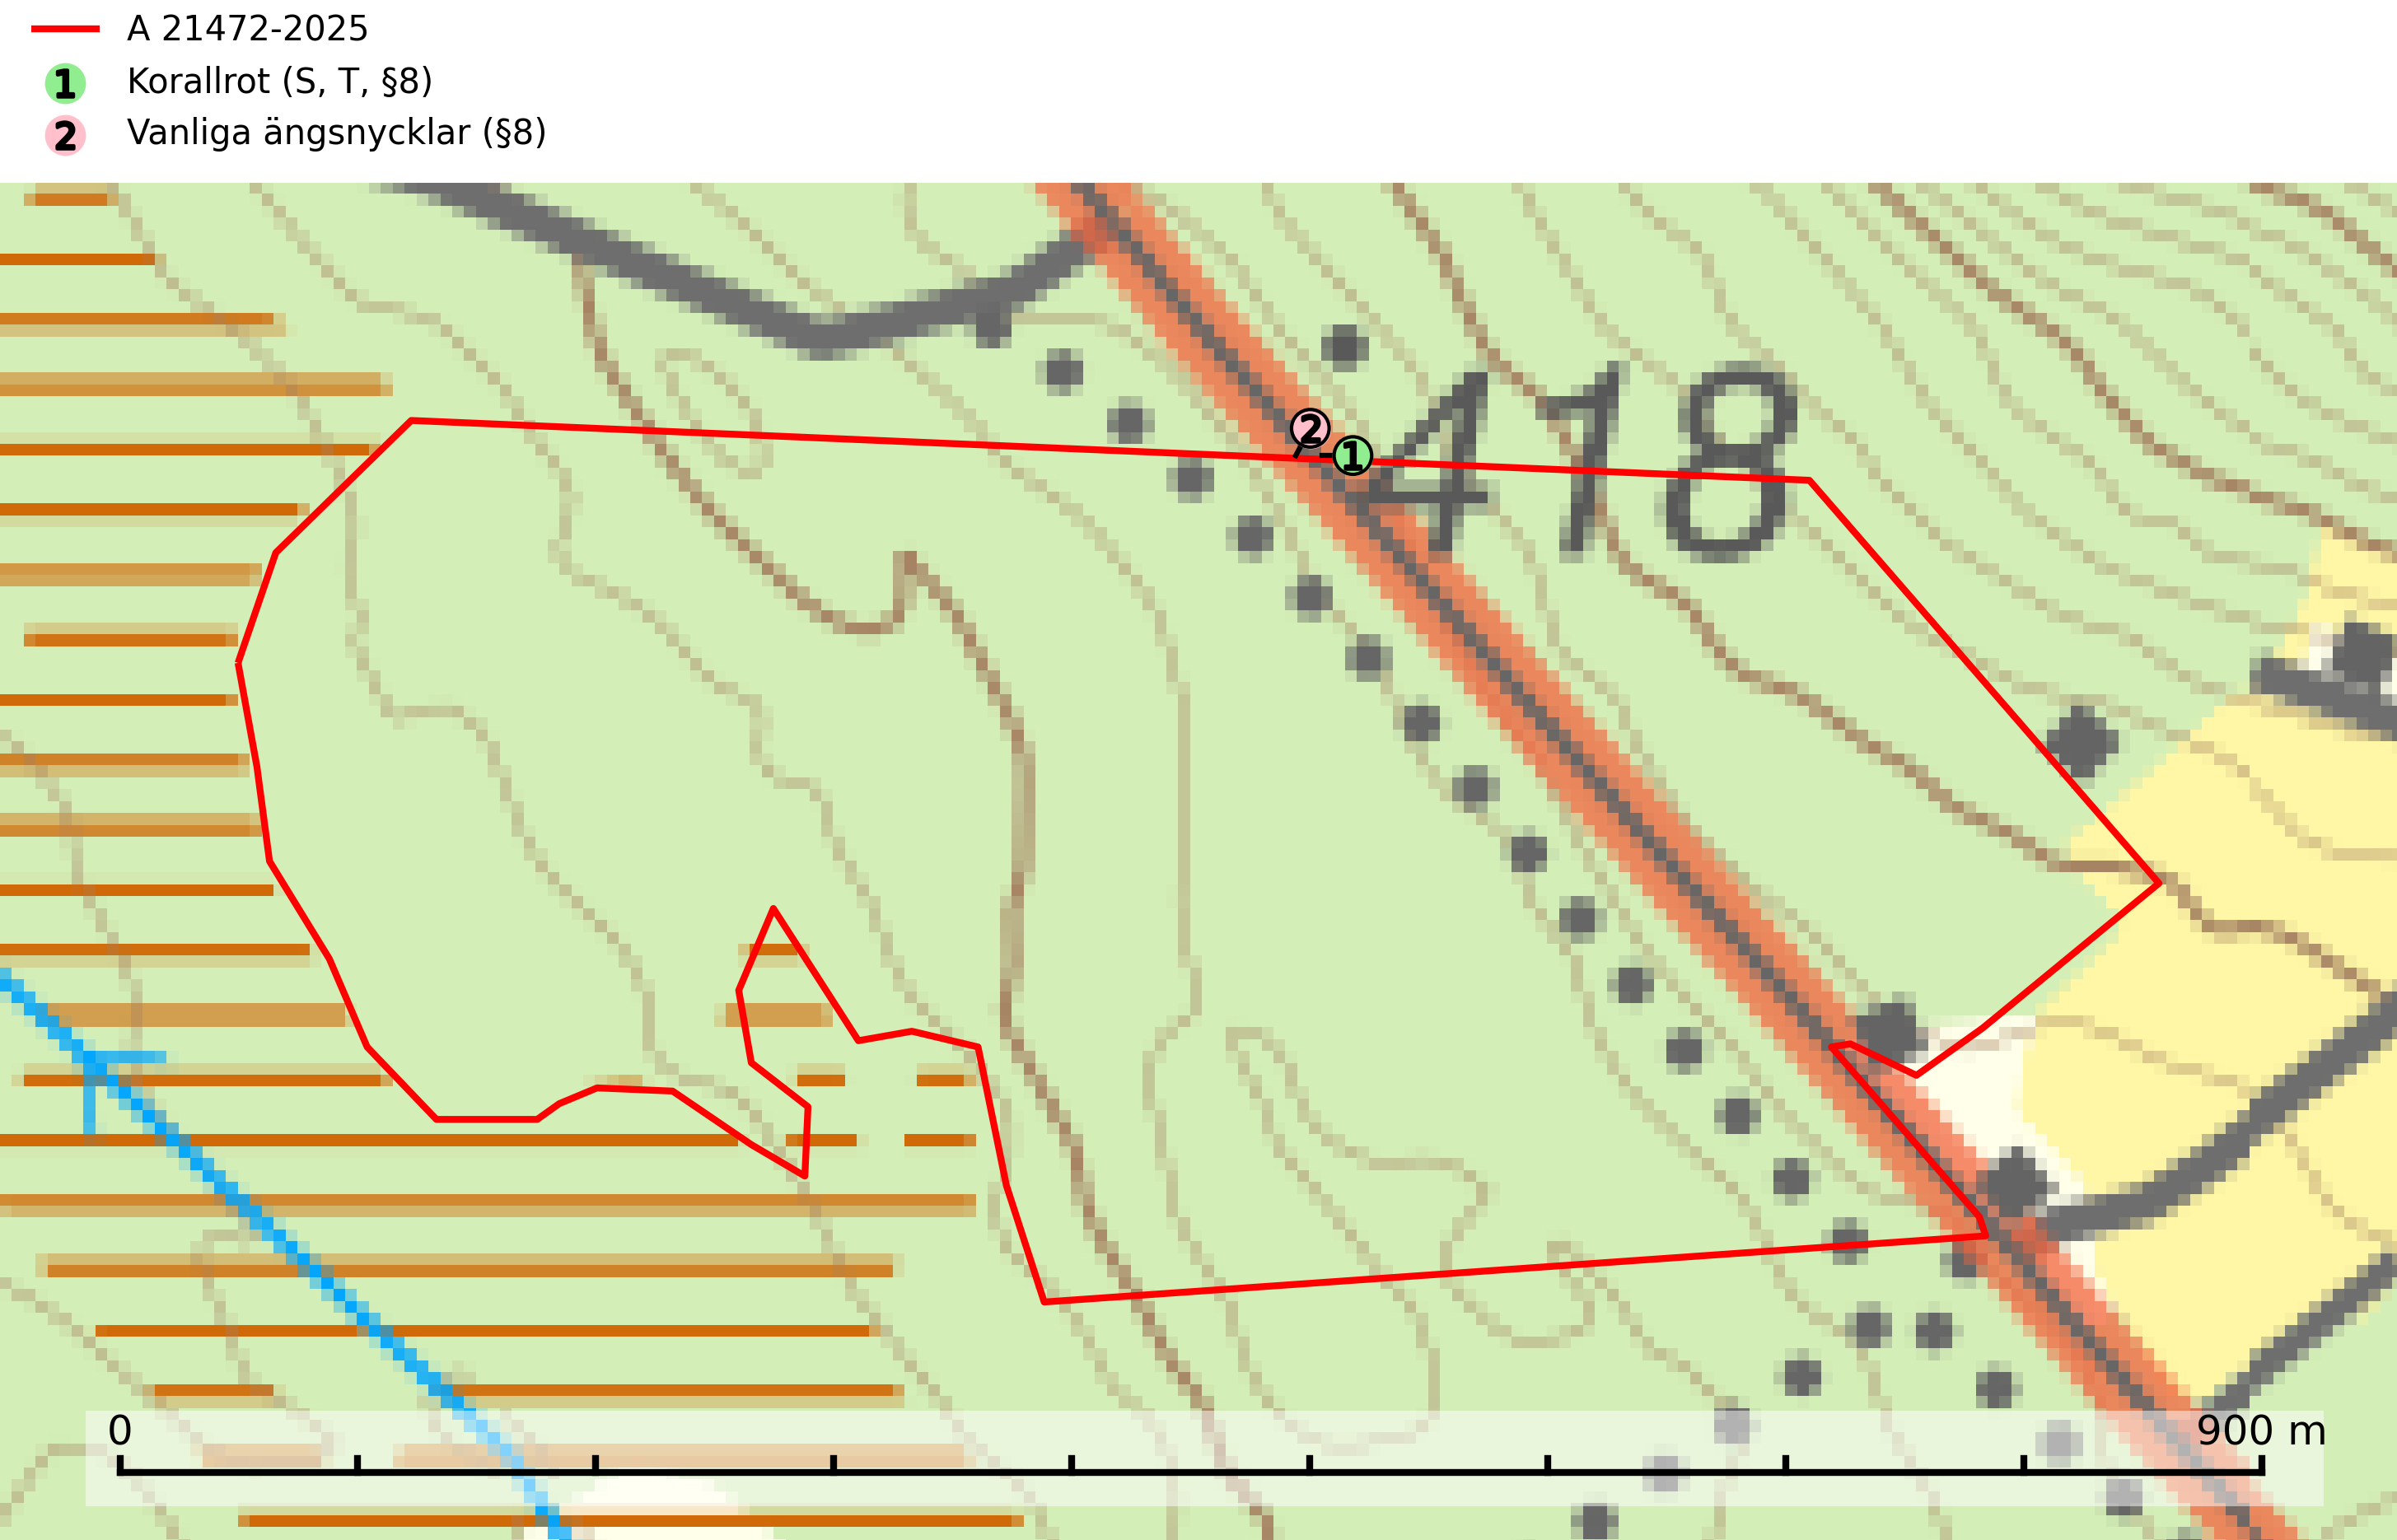 A 21472-2025
1 Korallrot (S, T, §8)
2 Vanliga ängsnycklar (§8)
418
2
1
0 900 m